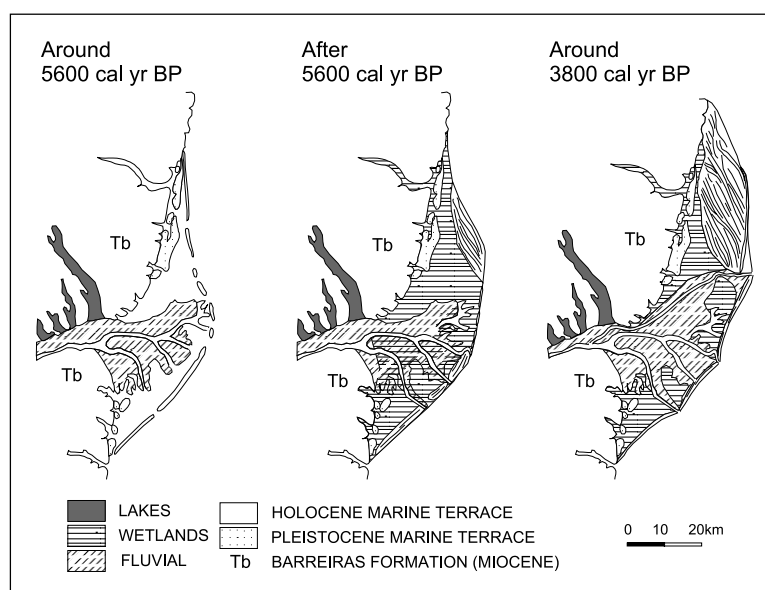 Around
5600 cal yr BP
After
5600 cal yr BP
Around
3800 cal yr BP
Tb
Tb
Tb
Tb
Tb
Tb
LAKES
HOLOCENE MARINE TERRACE
WETLANDS
PLEISTOCENE MARINE TERRACE
FLUVIAL
Tb BARREIRAS FORMATION (MIOCENE)
0 10 20km